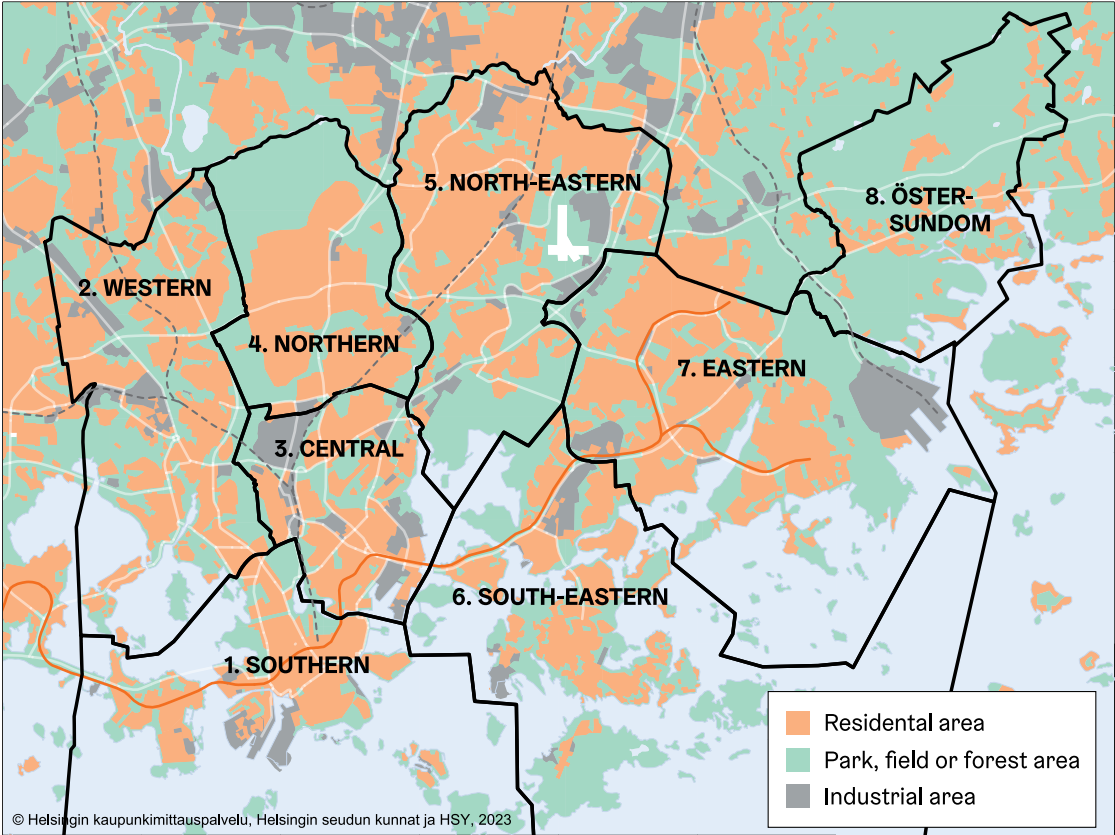 5. NORTH-EASTERN
8. ÖSTER-
SUNDOM
2. WESTERN
4. NORTHERN
7. EASTERN
3. CENTRAL
6. SOUTH-EASTERN
1. SOUTHERN
Residental area
Park, field or forest area
Industrial area
© Helsingin kaupunkimittauspalvelu, Helsingin seudun kunnat ja HSY, 2023